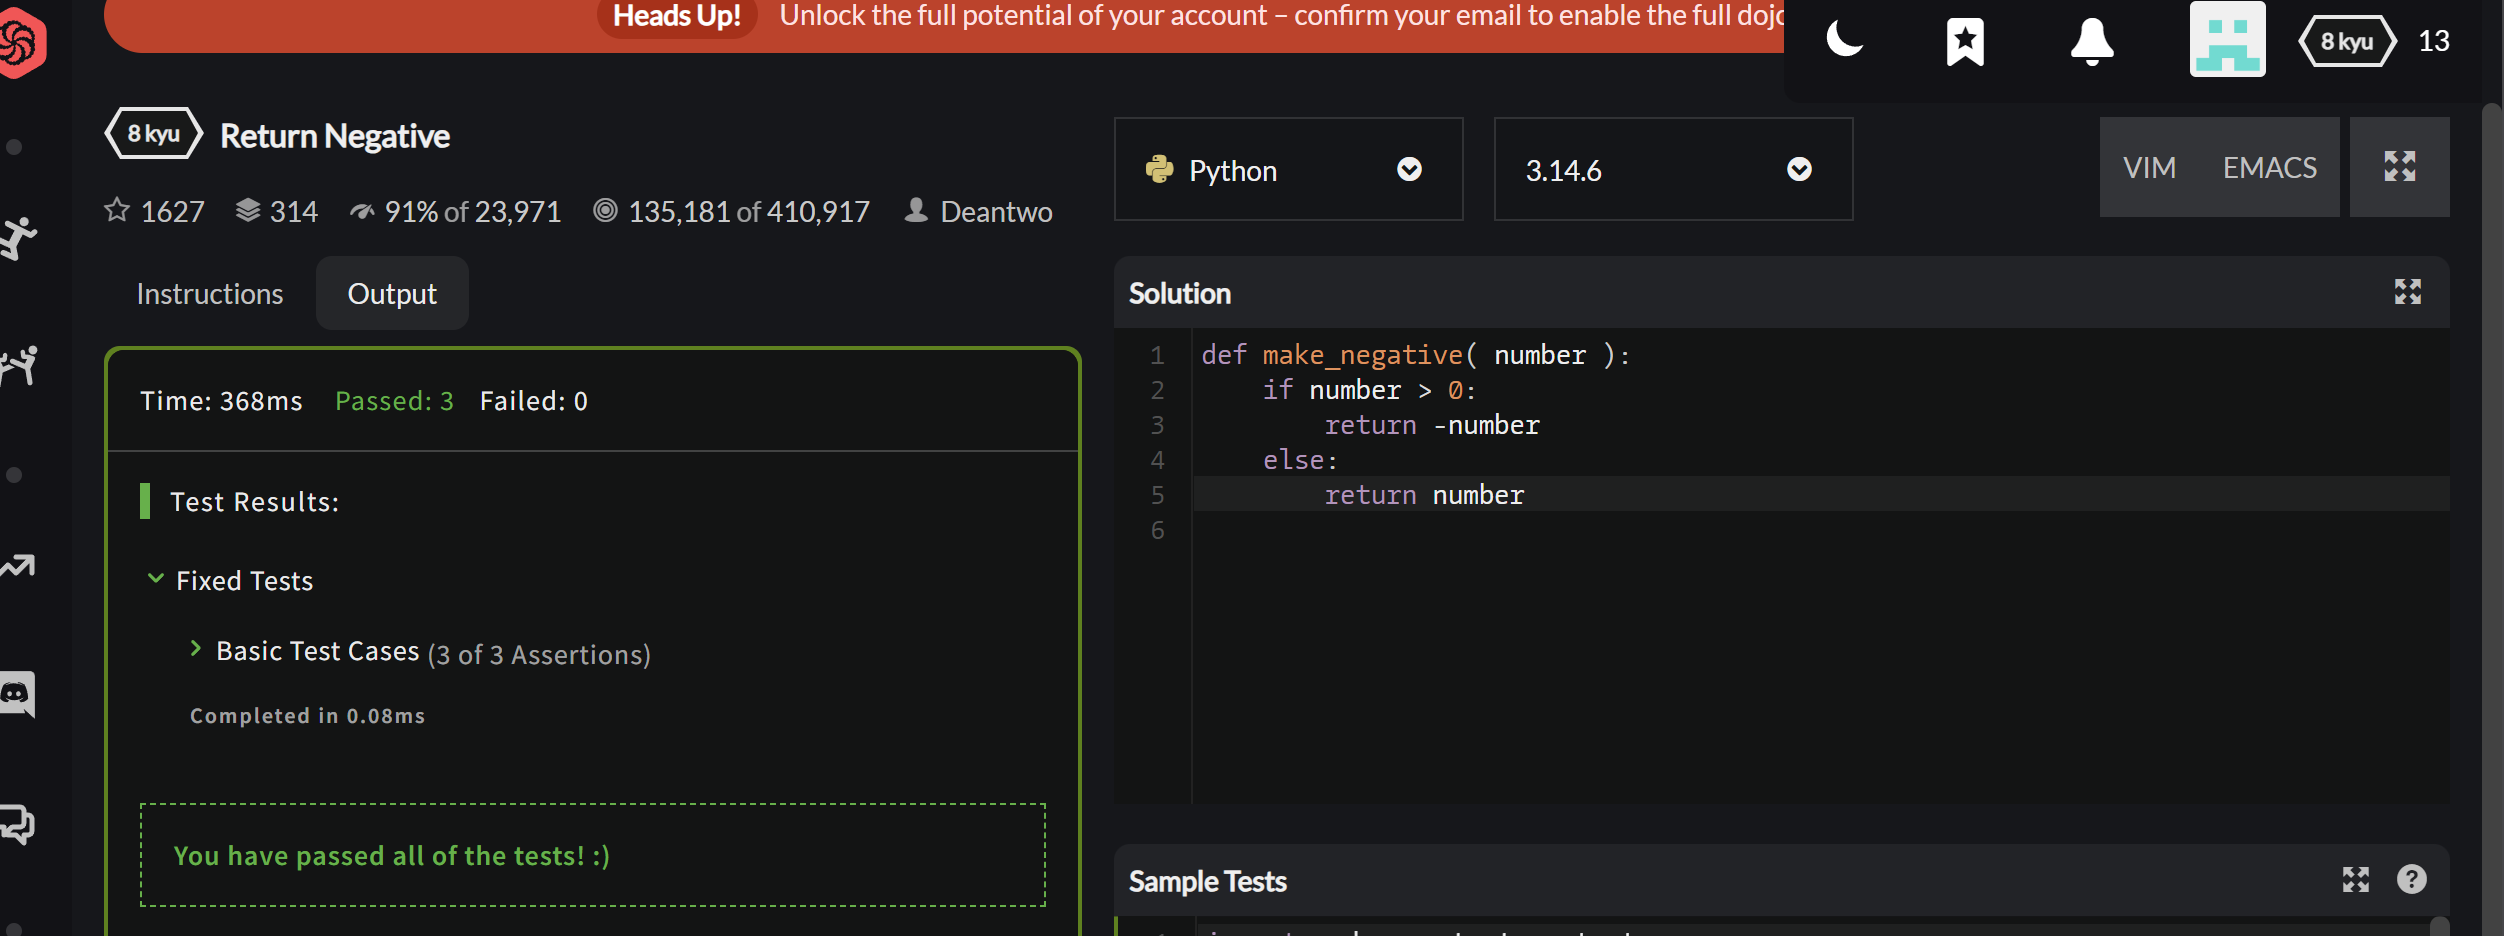 Heads Up! Unlock the full potential of your account – confirm your email to enable the full dojo
8 kyu 13
8 kyu Return Negative
1627 314 91% of 23,971 135,181 of 410,917 Deantwo
Python 3.14.6 VIM EMACS
Instructions Output
Time: 368ms Passed: 3 Failed: 0
Test Results:
Fixed Tests
Basic Test Cases (3 of 3 Assertions)
Completed in 0.08ms
You have passed all of the tests! :)
Solution
1 def make_negative( number ):
2     if number > 0:
3         return -number
4     else:
5         return number
6
Sample Tests
?